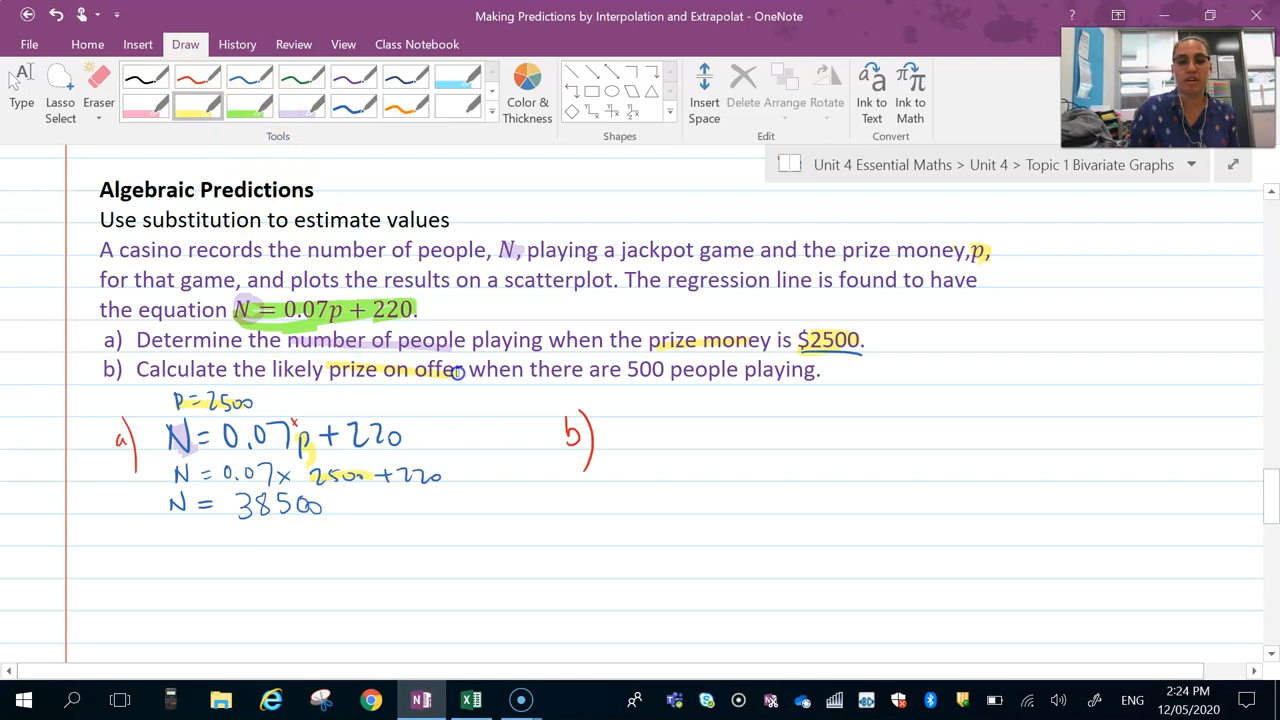 Making Predictions by Interpolation and Extrapolat - OneNote
File Home Insert Draw History Review View Class Notebook
Type Lasso Select Eraser Color & Thickness Insert Space Delete Arrange Rotate Ink to Text Ink to Math
Tools Shapes Edit Convert
Unit 4 Essential Maths > Unit 4 > Topic 1 Bivariate Graphs
Algebraic Predictions
Use substitution to estimate values
A casino records the number of people, N, playing a jackpot game and the prize money,p,
for that game, and plots the results on a scatterplot. The regression line is found to have
the equation N = 0.07p + 220.
a) Determine the number of people playing when the prize money is $2500.
b) Calculate the likely prize on offer when there are 500 people playing.
p = 2500
a) N = 0.07 × p + 220
N = 0.07 × 2500 + 220
N = 38500
b)
ENG
2:24 PM
12/05/2020